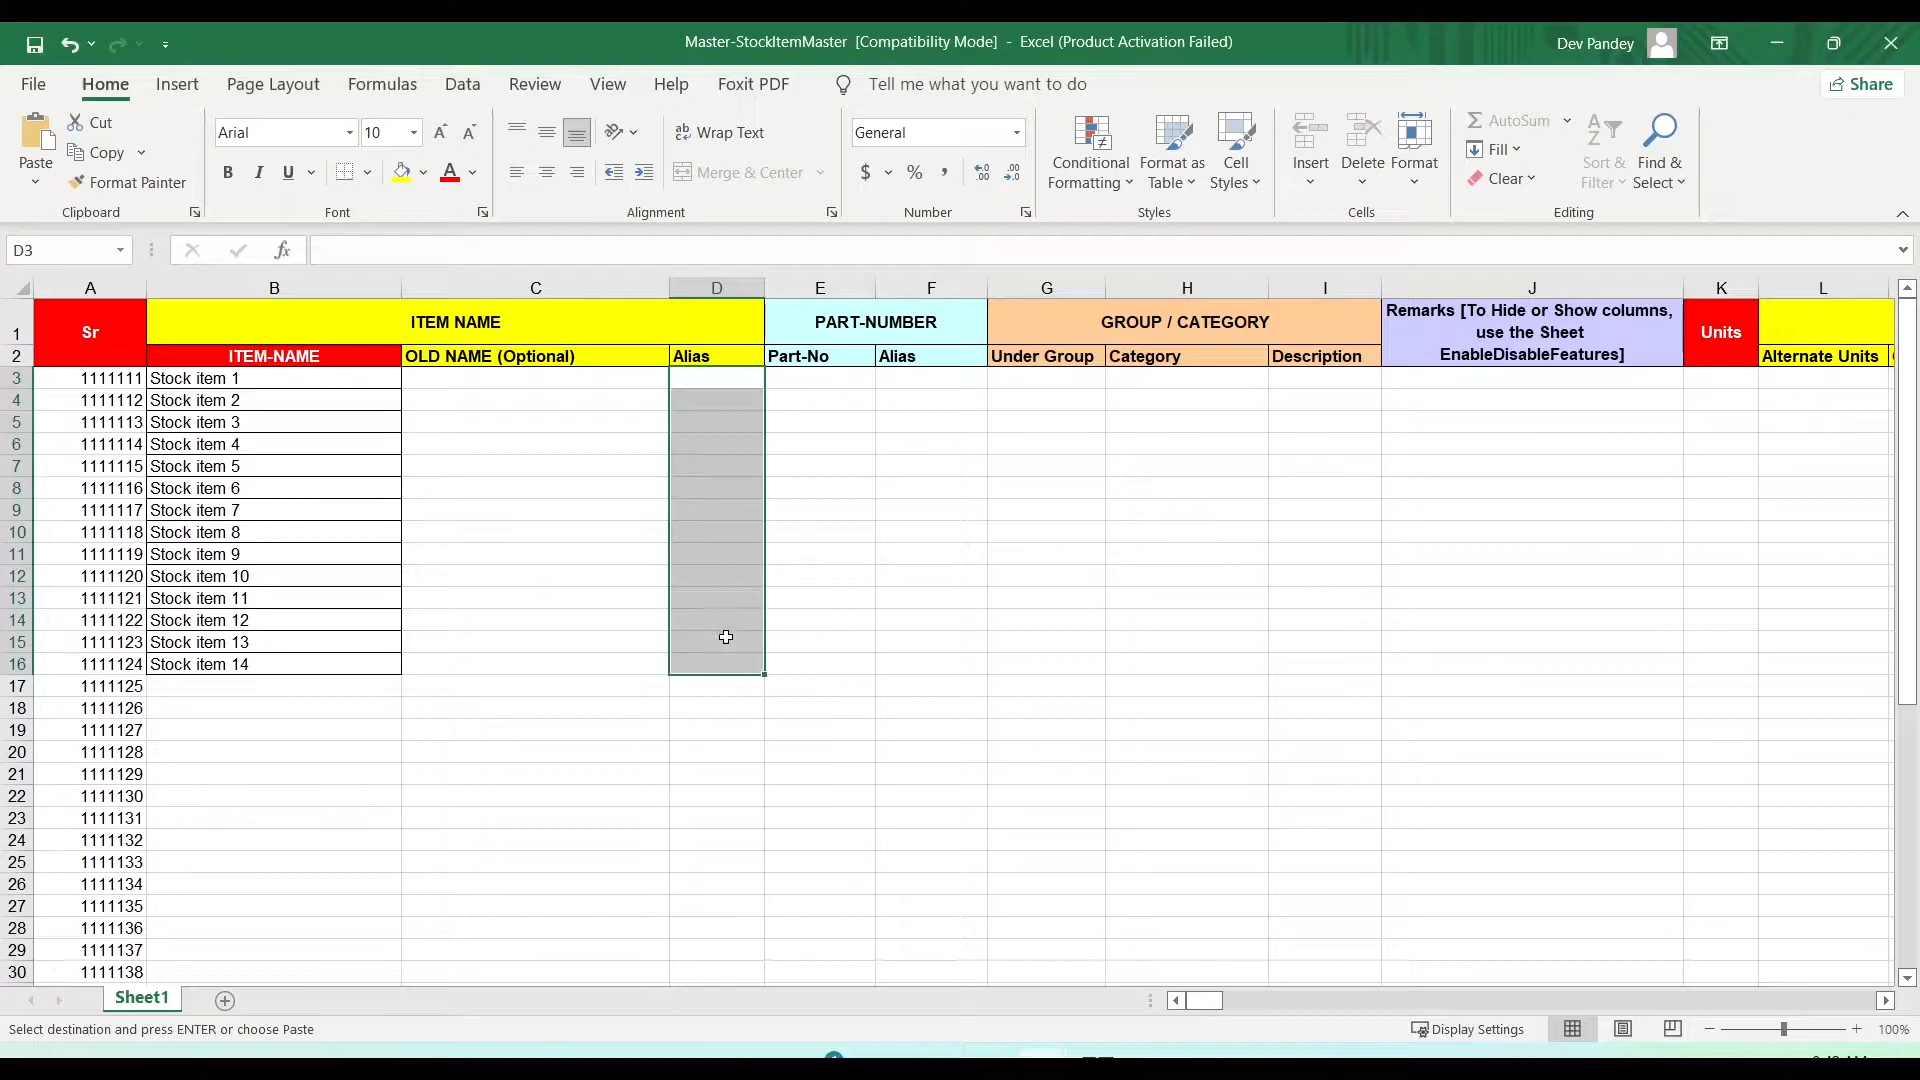 Master-StockItemMaster [Compatibility Mode] - Excel (Product Activation Failed)
Dev Pandey
File Home Insert Page Layout Formulas Data Review View Help Foxit PDF Tell me what you want to do Share
Paste
Cut
Copy
Format Painter
Clipboard
Arial 10
B I U A
Font
ab Wrap Text
Merge & Center
Alignment
General
$ % ,
Number
Conditional Formatting
Format as Table
Cell Styles
Styles
Insert Delete Format
Cells
AutoSum
Fill
Clear
Sort & Filter
Find & Select
Editing
D3 fx
A B C D E F G H I J K L
1 Sr ITEM NAME PART-NUMBER GROUP / CATEGORY Remarks [To Hide or Show columns,
use the Sheet
EnableDisableFeatures] Units
2 ITEM-NAME OLD NAME (Optional) Alias Part-No Alias Under Group Category Description Alternate Units
3 1111111 Stock item 1
4 1111112 Stock item 2
5 1111113 Stock item 3
6 1111114 Stock item 4
7 1111115 Stock item 5
8 1111116 Stock item 6
9 1111117 Stock item 7
10 1111118 Stock item 8
11 1111119 Stock item 9
12 1111120 Stock item 10
13 1111121 Stock item 11
14 1111122 Stock item 12
15 1111123 Stock item 13
16 1111124 Stock item 14
17 1111125
18 1111126
19 1111127
20 1111128
21 1111129
22 1111130
23 1111131
24 1111132
25 1111133
26 1111134
27 1111135
28 1111136
29 1111137
30 1111138
Sheet1
Select destination and press ENTER or choose Paste
Display Settings
100%